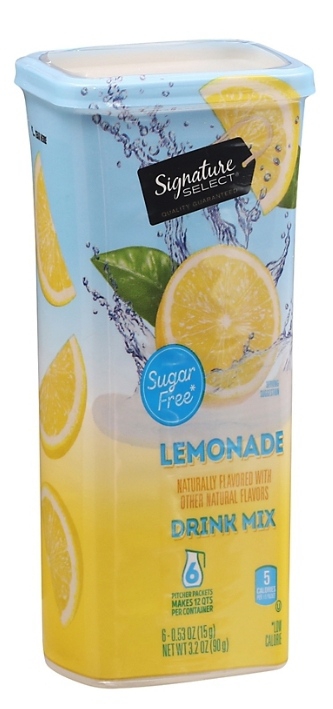 Signature
SELECT®
QUALITY GUARANTEED
Sugar
Free*
SERVING
SUGGESTION
LEMONADE
NATURALLY FLAVORED WITH
OTHER NATURAL FLAVORS
DRINK MIX
6
PITCHER PACKETS
MAKES 12 QTS
PER CONTAINER
5
CALORIES
*LOW
CALORIE
6 - 0.53 OZ (15g)
NET WT 3.2 OZ (90g)